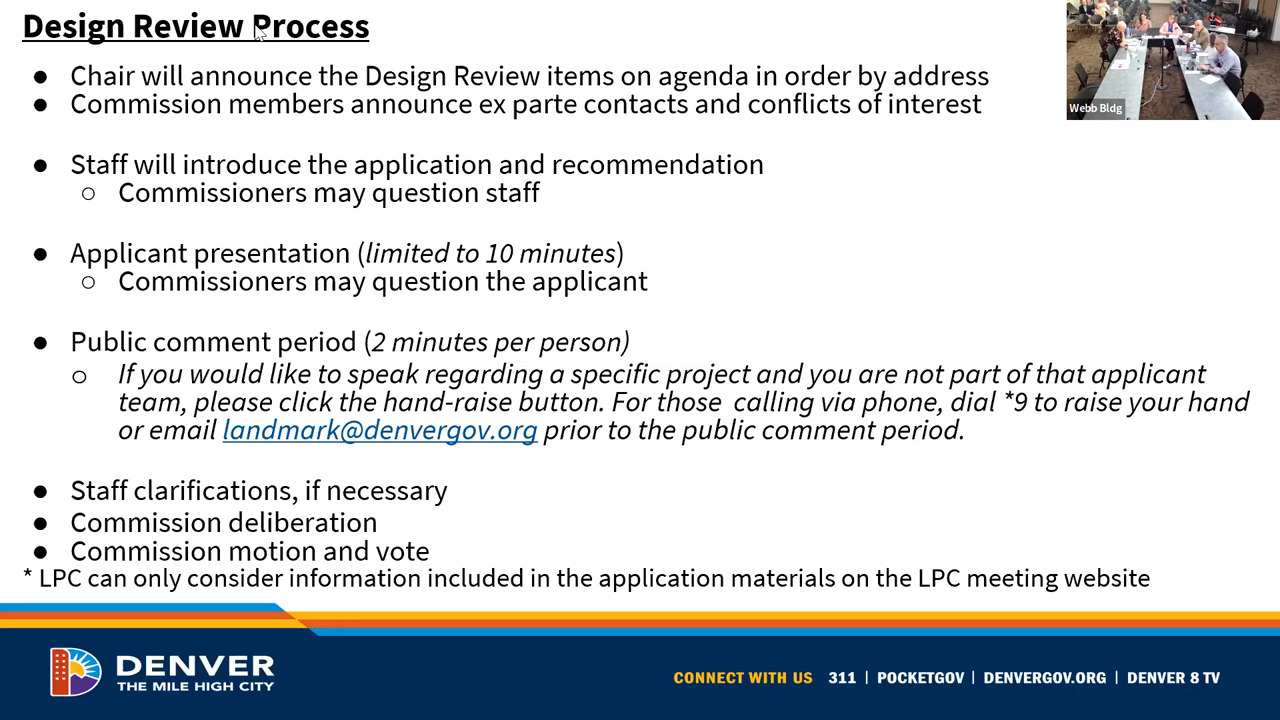 Design Review Process
● Chair will announce the Design Review items on agenda in order by address
● Commission members announce ex parte contacts and conflicts of interest
● Staff will introduce the application and recommendation
○ Commissioners may question staff
● Applicant presentation (limited to 10 minutes)
○ Commissioners may question the applicant
● Public comment period (2 minutes per person)
○ If you would like to speak regarding a specific project and you are not part of that applicant
team, please click the hand-raise button. For those calling via phone, dial *9 to raise your hand
or email landmark@denvergov.org prior to the public comment period.
● Staff clarifications, if necessary
● Commission deliberation
● Commission motion and vote
* LPC can only consider information included in the application materials on the LPC meeting website
Webb Bldg
DENVER
THE MILE HIGH CITY
CONNECT WITH US 311 | POCKETGOV | DENVERGOV.ORG | DENVER 8 TV